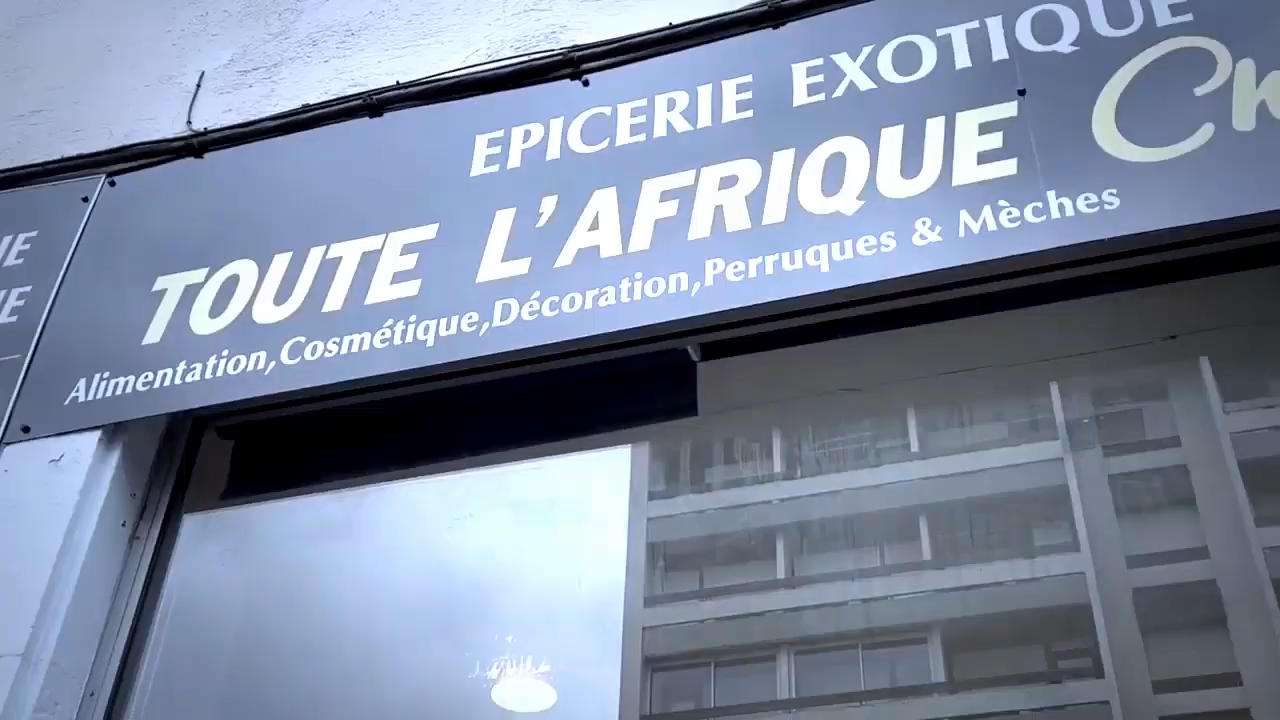 EPICERIE EXOTIQUE
TOUTE L'AFRIQUE
Alimentation,Cosmétique,Décoration,Perruques & Mèches